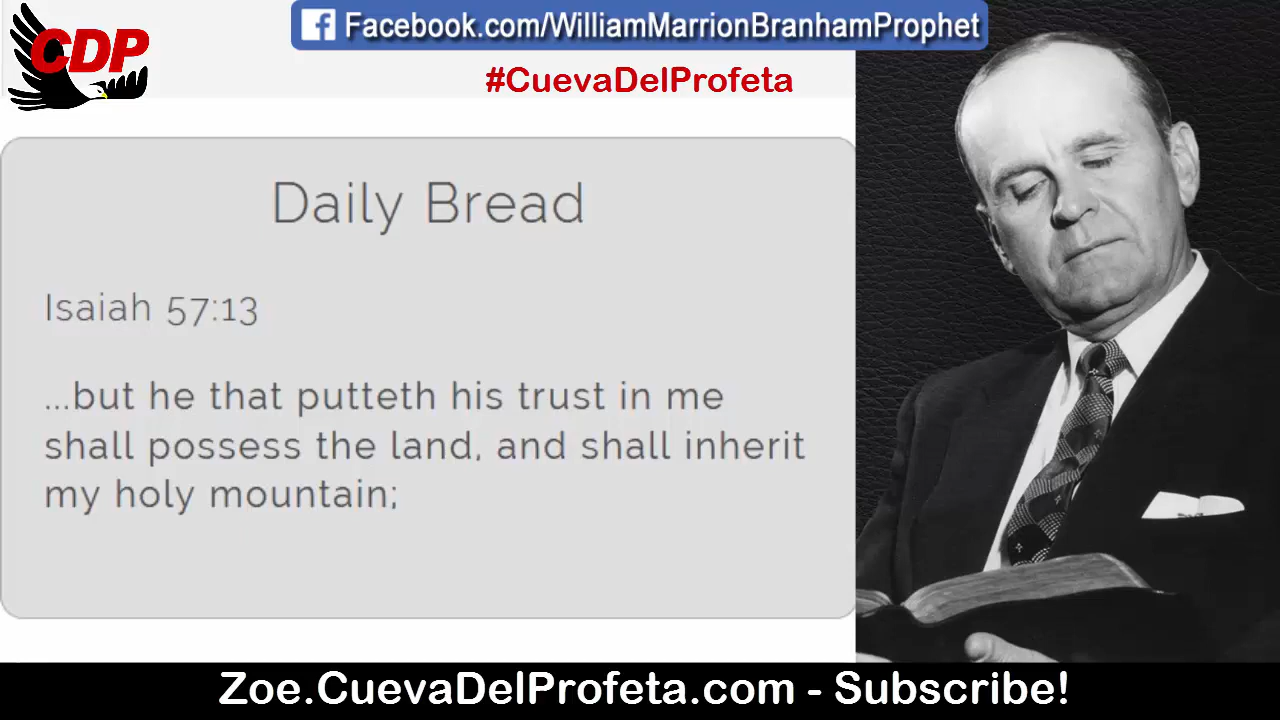 CDP
Facebook.com/WilliamMarrionBranhamProphet
#CuevaDelProfeta
Daily Bread
Isaiah 57:13
...but he that putteth his trust in me
shall possess the land, and shall inherit
my holy mountain;
Zoe.CuevaDelProfeta.com - Subscribe!